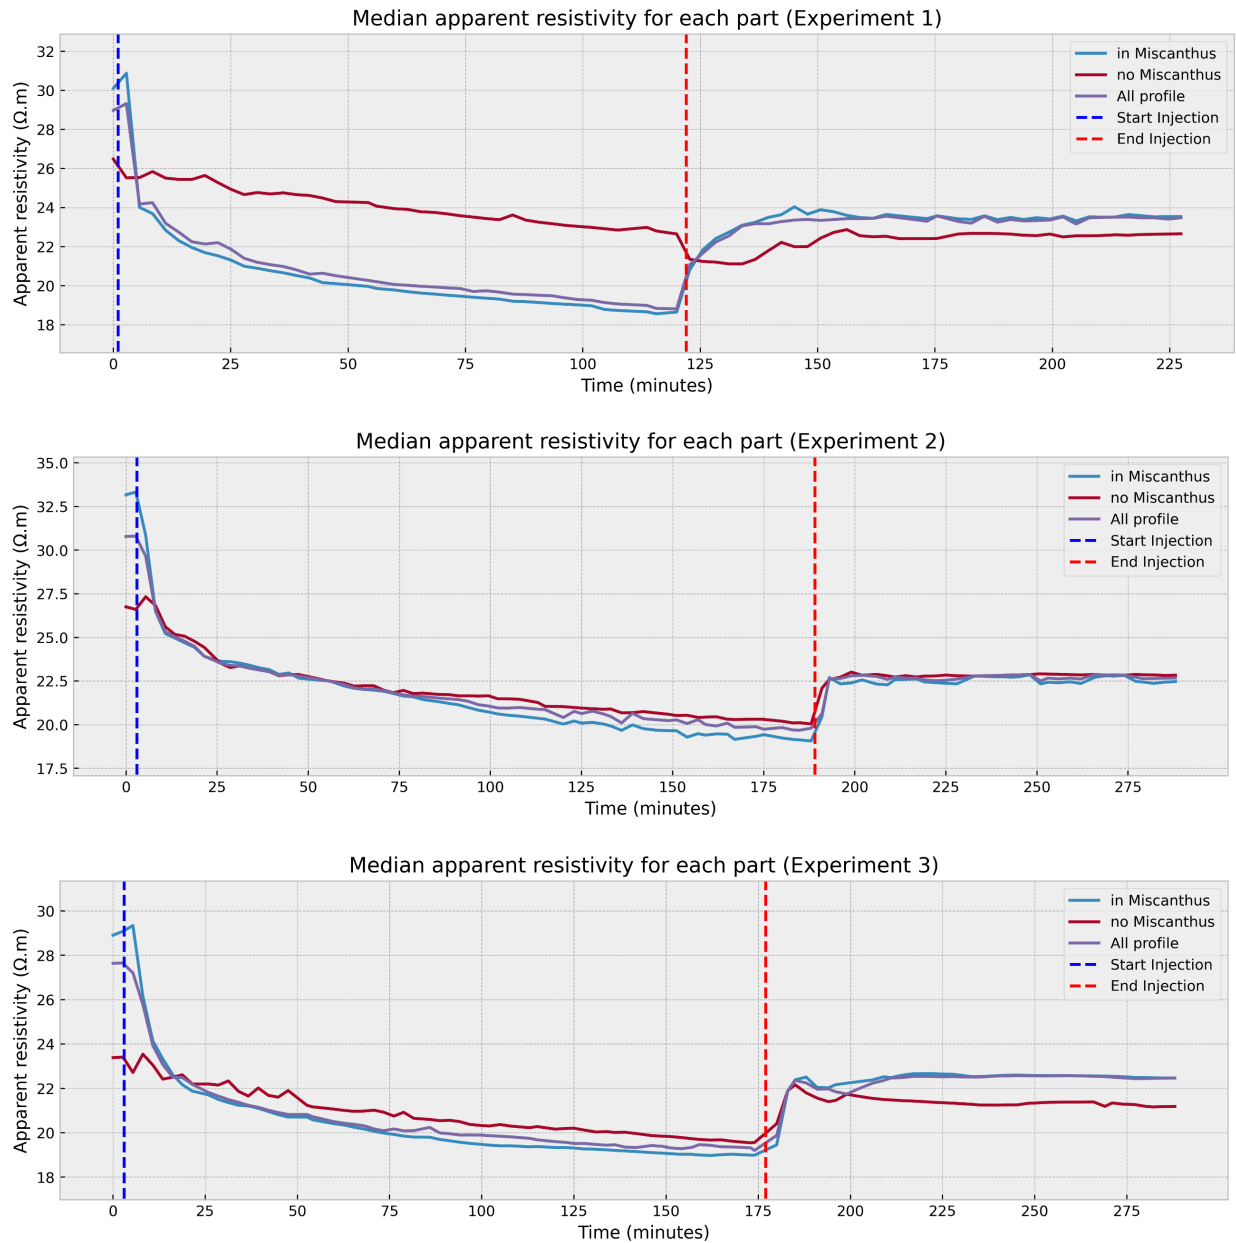 Median apparent resistivity for each part (Experiment 1)
32
30
28
26
24
22
20
18
Apparent resistivity (Ω.m)
in Miscanthus
no Miscanthus
All profile
Start Injection
End Injection
0 25 50 75 100 125 150 175 200 225
Time (minutes)
Median apparent resistivity for each part (Experiment 2)
35.0
32.5
30.0
27.5
25.0
22.5
20.0
17.5
Apparent resistivity (Ω.m)
in Miscanthus
no Miscanthus
All profile
Start Injection
End Injection
0 25 50 75 100 125 150 175 200 225 250 275
Time (minutes)
Median apparent resistivity for each part (Experiment 3)
30
28
26
24
22
20
18
Apparent resistivity (Ω.m)
in Miscanthus
no Miscanthus
All profile
Start Injection
End Injection
0 25 50 75 100 125 150 175 200 225 250 275
Time (minutes)